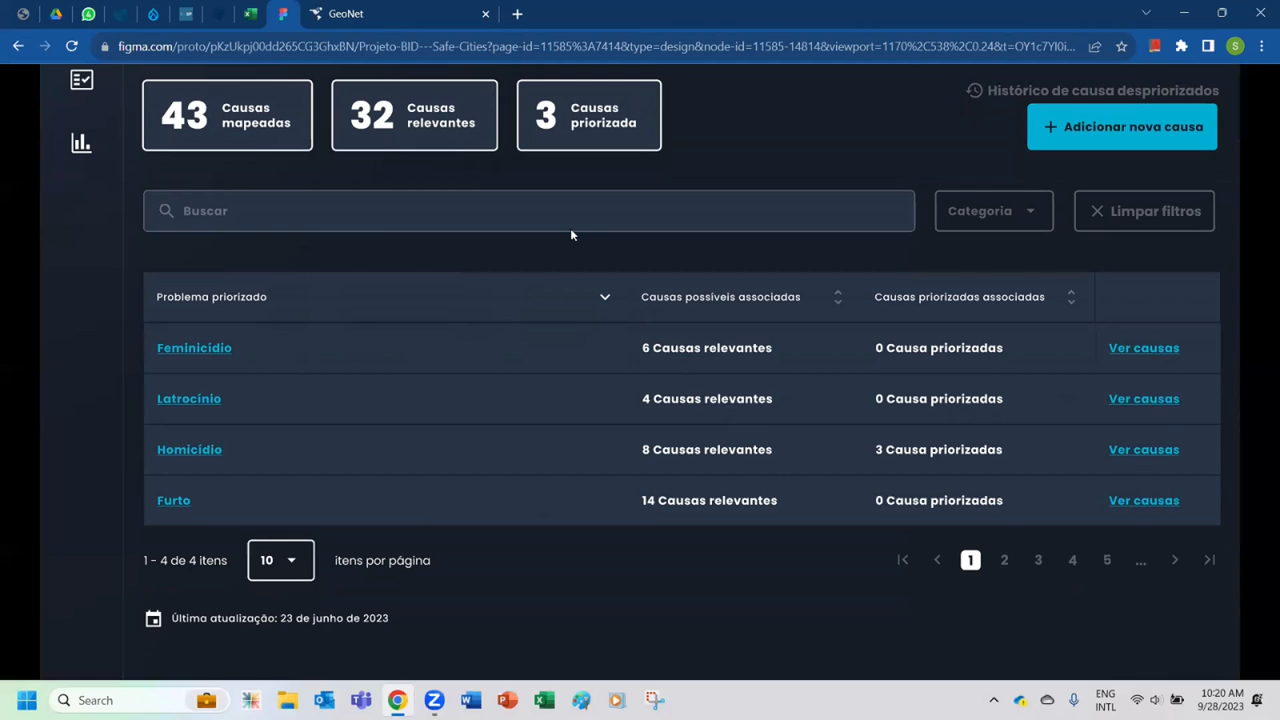 GeoNet
figma.com/proto/pKzUkpj00dd265CG3GhxBN/Projeto-BID---Safe-Cities?page-id=11585%3A7414&type=design&node-id=11585-14814&viewport=1170%2C538%2C0.24&t=OY1c7Yl0i...
S
43 Causas mapeadas
32 Causas relevantes
3 Causas priorizada
Histórico de causa despriorizados
+ Adicionar nova causa
Buscar
Categoria
Limpar filtros
Problema priorizado Causas possíveis associadas Causas priorizadas associadas
Feminicídio 6 Causas relevantes 0 Causa priorizadas Ver causas
Latrocínio 4 Causas relevantes 0 Causa priorizadas Ver causas
Homicídio 8 Causas relevantes 3 Causa priorizadas Ver causas
Furto 14 Causas relevantes 0 Causa priorizadas Ver causas
1 - 4 de 4 itens 10 itens por página 1 2 3 4 5 ...
Última atualização: 23 de junho de 2023
Search
ENG
INTL
10:20 AM
9/28/2023